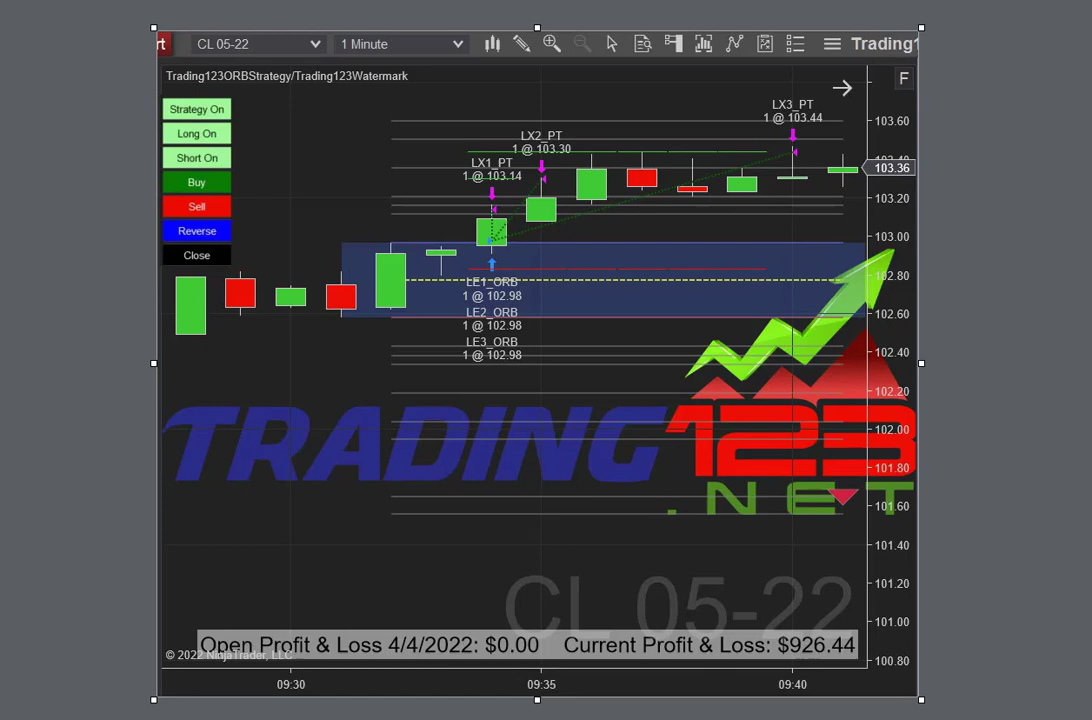 rt
CL 05-22
1 Minute
Trading1
Trading123ORBStrategy/Trading123Watermark
F
Strategy On
Long On
Short On
Buy
Sell
Reverse
Close
LX1_PT
1 @ 103.14
LX2_PT
1 @ 103.30
LX3_PT
1 @ 103.44
LE1_ORB
1 @ 102.98
LE2_ORB
1 @ 102.98
LE3_ORB
1 @ 102.98
103.60
103.40
103.36
103.20
103.00
102.80
102.60
102.40
102.20
102.00
101.80
101.60
101.40
101.20
101.00
100.80
TRADING123
.NET
CL 05-22
Open Profit & Loss 4/4/2022: $0.00 Current Profit & Loss: $926.44
© 2022 NinjaTrader, LLC
09:30
09:35
09:40